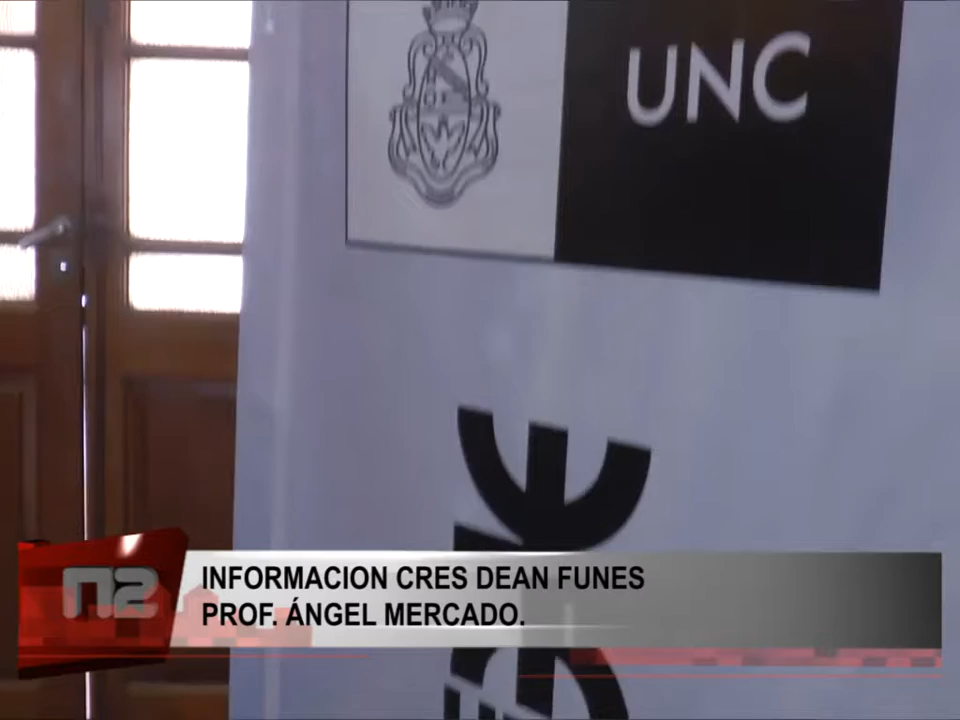 UNC
INFORMACION CRES DEAN FUNES
PROF. ÁNGEL MERCADO.